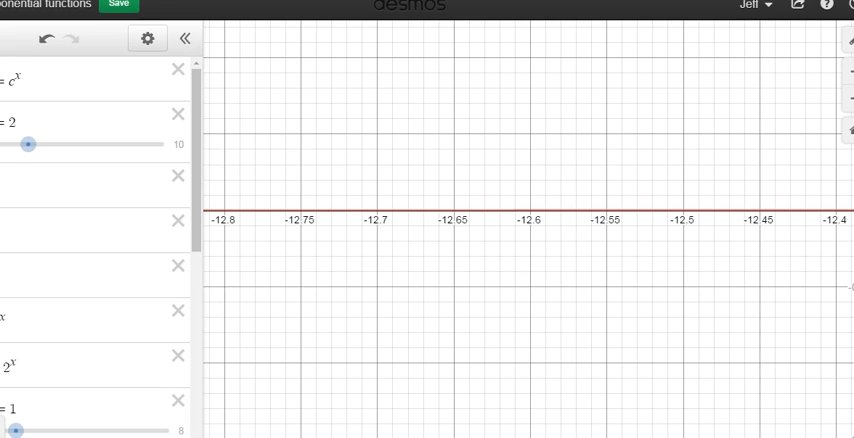 ponential functions Save desmos Jeff
= c^x
= 2
10
x
2^x
= 1
8
-12.8 -12.75 -12.7 -12.65 -12.6 -12.55 -12.5 -12.45 -12.4